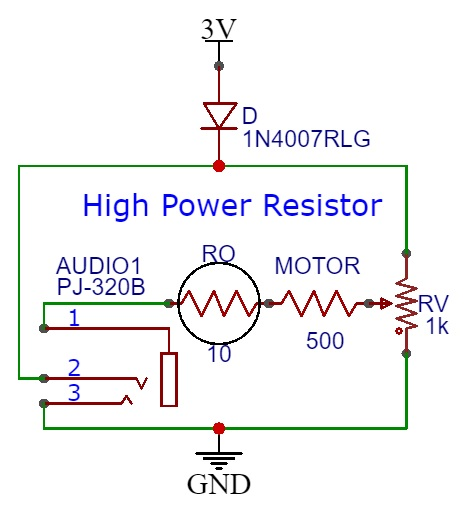 3V
D
1N4007RLG
High Power Resistor
AUDIO1
PJ-320B
RO
MOTOR
1
10
500
RV
1k
2
3
GND